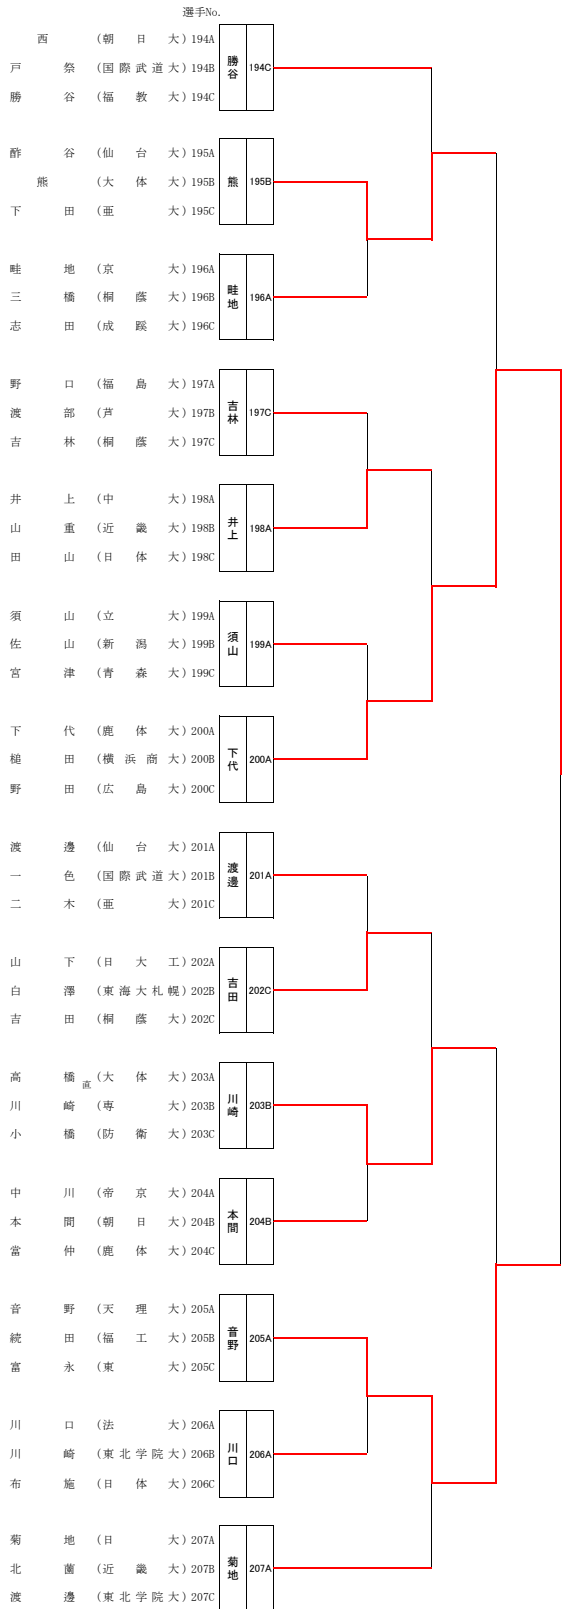 選手No.
西 (朝日大) 194A
戸祭 (国際武道大) 194B
勝谷 (福教大) 194C
勝谷 194C
酢谷 (仙台大) 195A
熊 (大体大) 195B
下田 (亜大) 195C
熊 195B
畦地 (京大) 196A
三橋 (桐蔭大) 196B
志田 (成蹊大) 196C
畦地 196A
野口 (福島大) 197A
渡部 (芦大) 197B
吉林 (桐蔭大) 197C
吉林 197C
井上 (中大) 198A
山重 (近畿大) 198B
田山 (日体大) 198C
井上 198A
須山 (立大) 199A
佐山 (新潟大) 199B
宮津 (青森大) 199C
須山 199A
下代 (鹿体大) 200A
槌田 (横浜商大) 200B
野田 (広島大) 200C
下代 200A
渡邊 (仙台大) 201A
一色 (国際武道大) 201B
二木 (亜大) 201C
渡邊 201A
山下 (日大工) 202A
白澤 (東海大札幌) 202B
吉田 (桐蔭大) 202C
吉田 202C
高橋直 (大体大) 203A
川崎 (専大) 203B
小橋 (防衛大) 203C
川崎 203B
中川 (帝京大) 204A
本間 (朝日大) 204B
當仲 (鹿体大) 204C
本間 204B
音野 (天理大) 205A
続田 (福工大) 205B
富永 (東大) 205C
音野 205A
川口 (法大) 206A
川崎 (東北学院大) 206B
布施 (日体大) 206C
川口 206A
菊地 (日大) 207A
北薗 (近畿大) 207B
渡邊 (東北学院大) 207C
菊地 207A